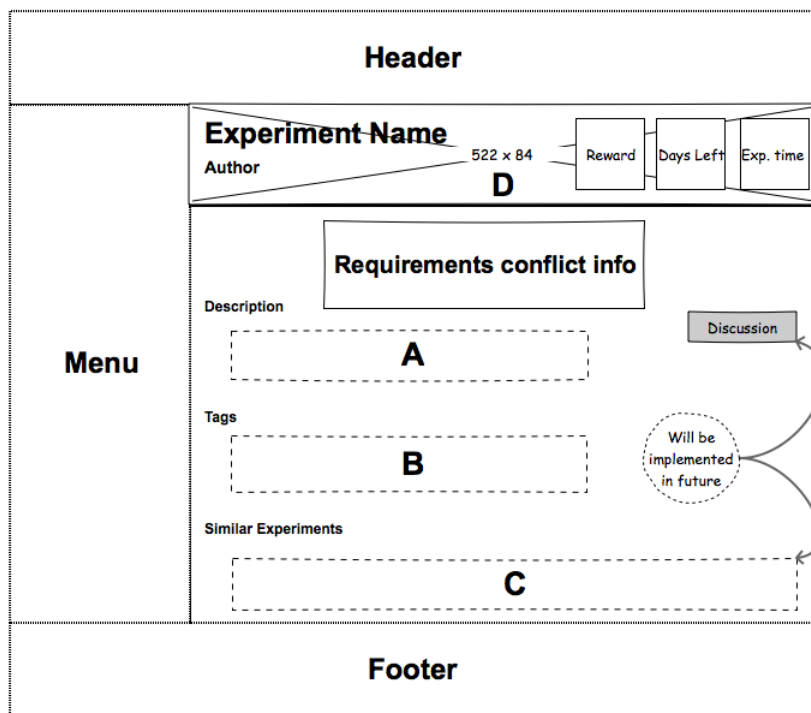 Header
Experiment Name
Author
522 x 84
D
Reward
Days Left
Exp. time
Requirements conflict info
Description
A
Discussion
Menu
Tags
B
Will be
implemented
in future
Similar Experiments
C
Footer